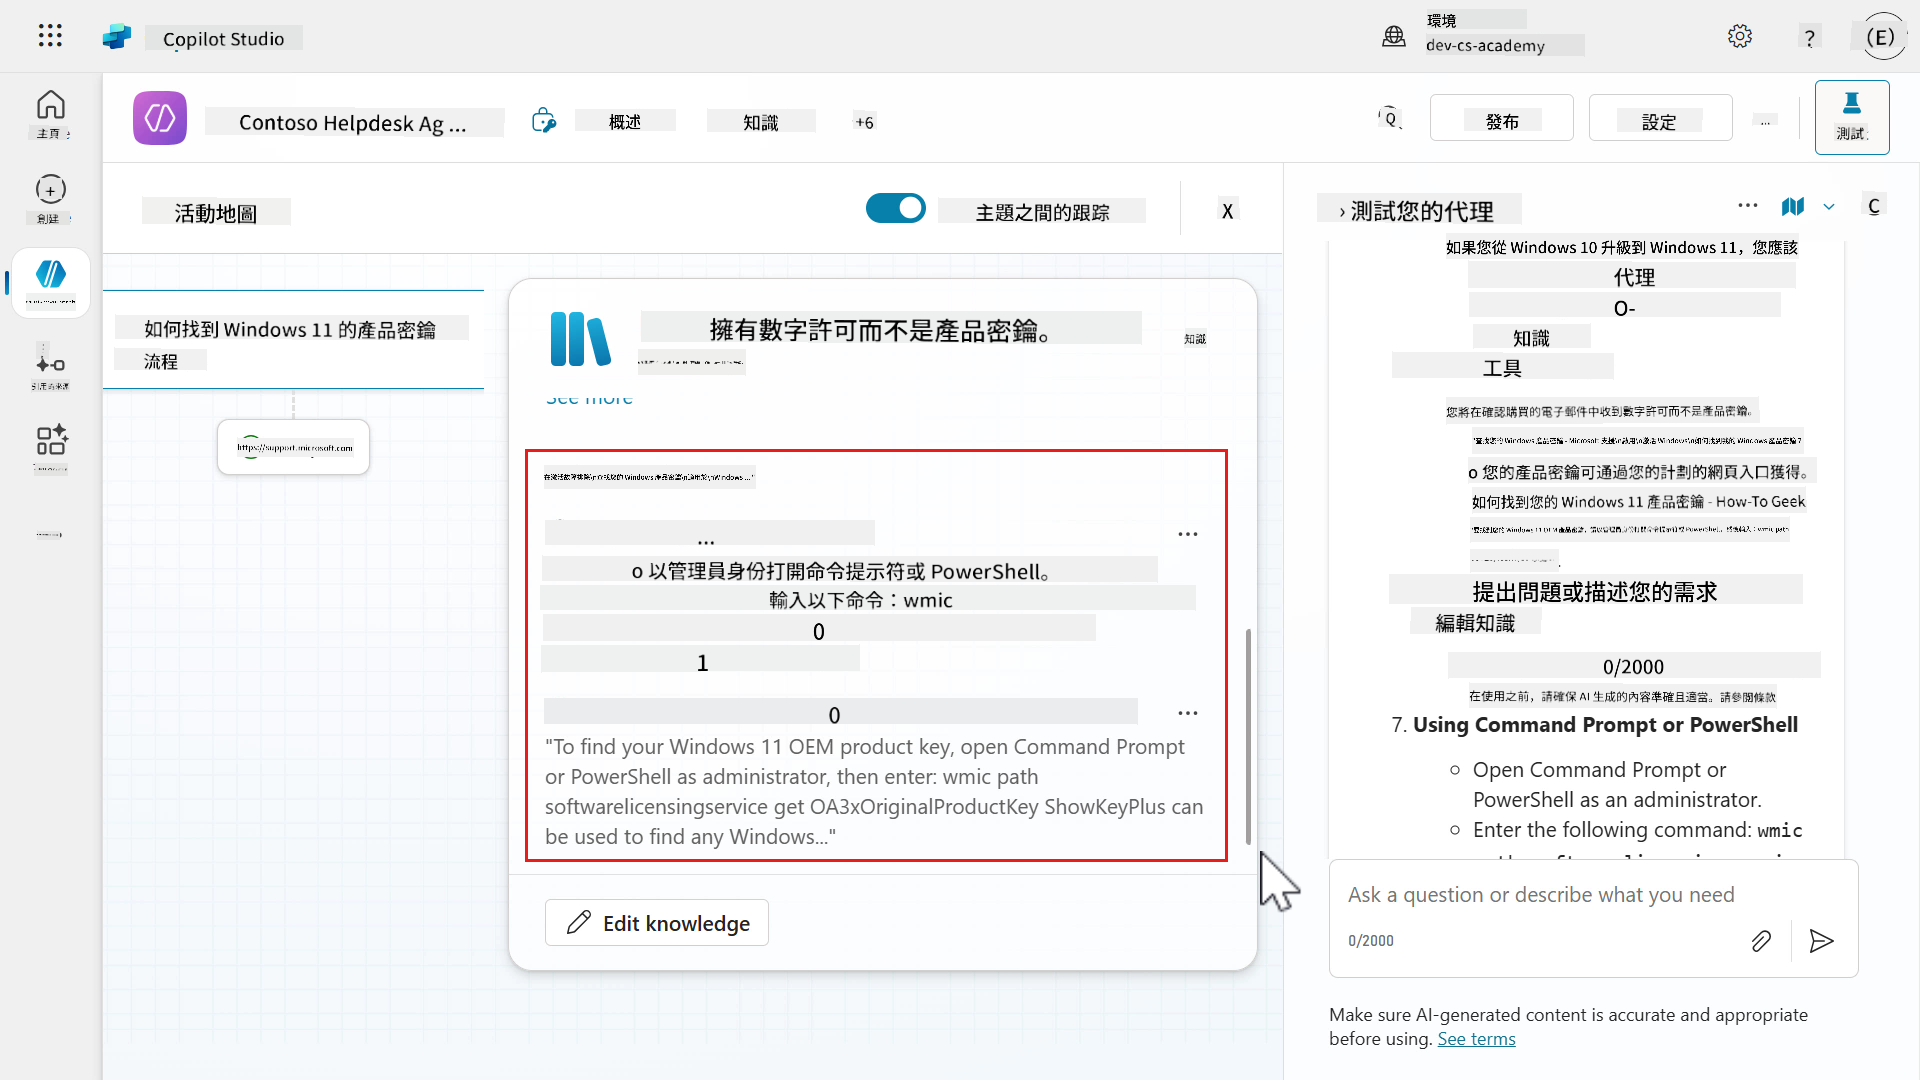 Copilot Studio
環境
dev-cs-academy
?
(E)
主頁
創建
引用的來源
Contoso Helpdesk Ag ...
概述
知識
+6
發布
設定
...
測試
活動地圖
主題之間的跟踪
X
如何找到 Windows 11 的產品密鑰
流程
https://support.microsoft.com
擁有數字許可而不是產品密鑰。
知識
See more
...
o 以管理員身份打開命令提示符或 PowerShell。
輸入以下命令：wmic
0
1
0
"To find your Windows 11 OEM product key, open Command Prompt
or PowerShell as administrator, then enter: wmic path
softwarelicensingservice get OA3xOriginalProductKey ShowKeyPlus can
be used to find any Windows..."
Edit knowledge
› 測試您的代理
C
如果您從 Windows 10 升級到 Windows 11，您應該
代理
O-
知識
工具
您將在確認購買的電子郵件中收到數字許可而不是產品密鑰。
o 您的產品密鑰可通過您的計劃的網頁入口獲得。
如何找到您的 Windows 11 產品密鑰 - How-To Geek
提出問題或描述您的需求
編輯知識
0/2000
在使用之前，請確保 AI 生成的內容準確且適當。請參閱條款
7. Using Command Prompt or PowerShell
Open Command Prompt or
PowerShell as an administrator.
Enter the following command: wmic
Ask a question or describe what you need
0/2000
Make sure AI-generated content is accurate and appropriate
before using. See terms